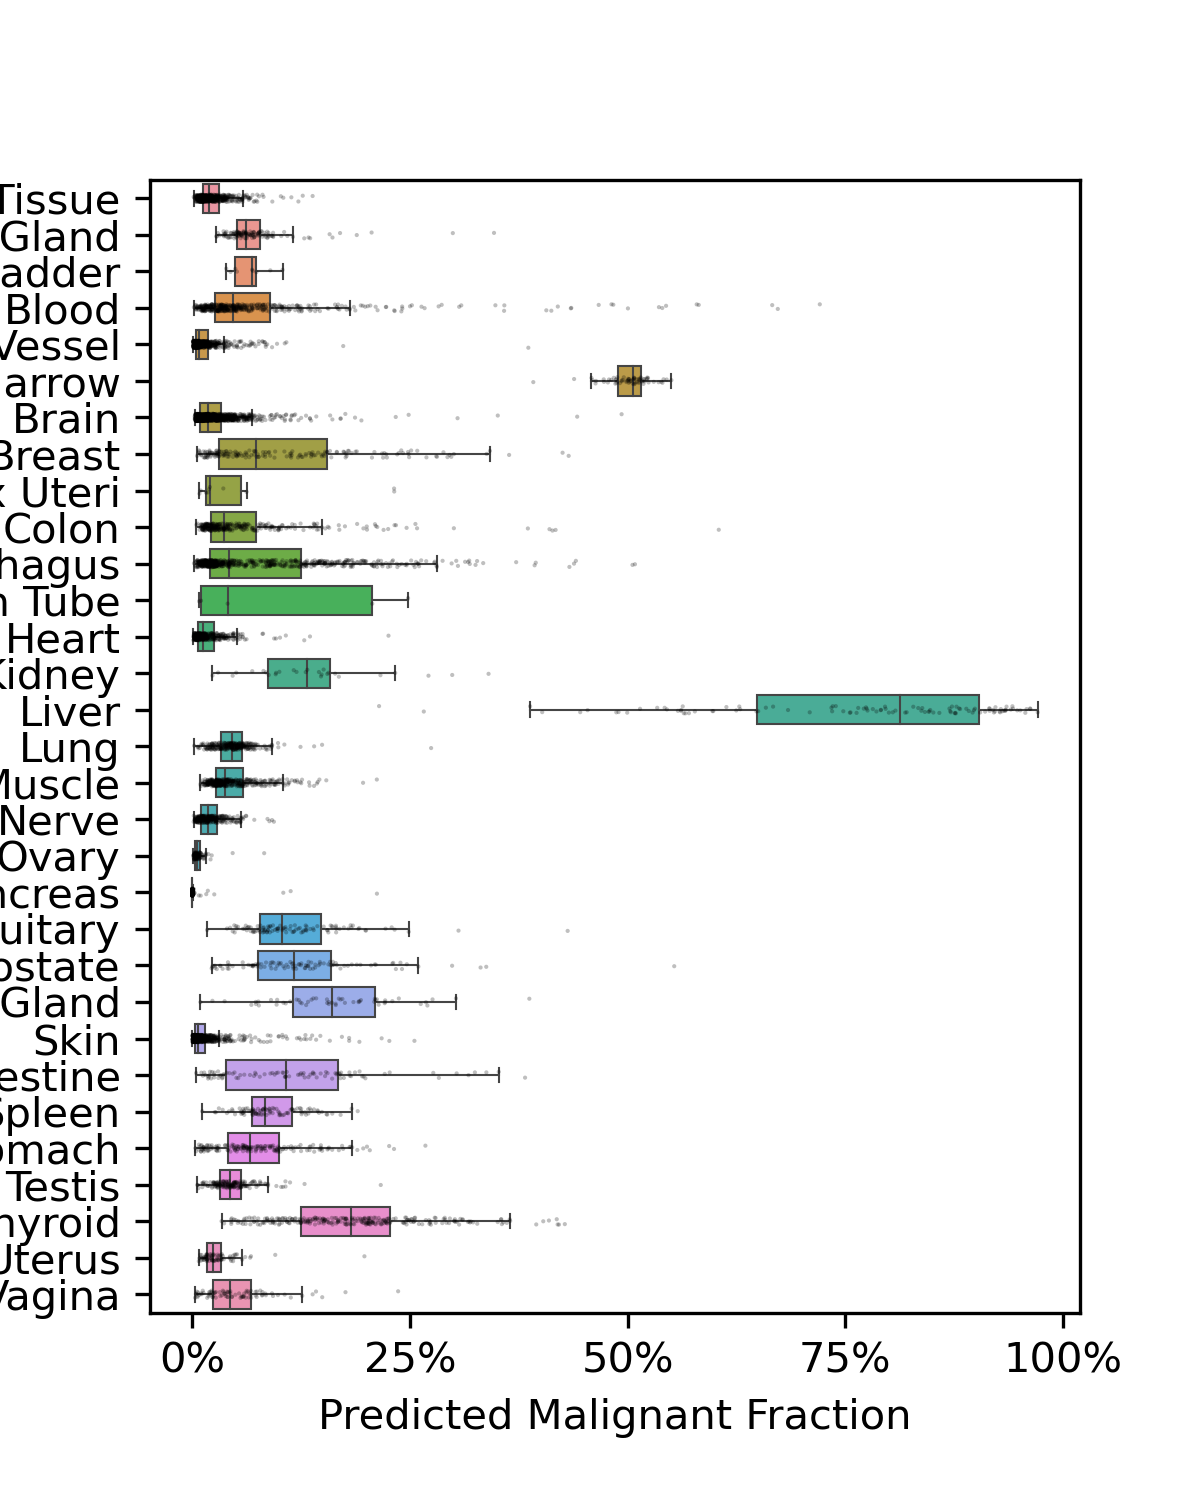 Tissue
Gland
adder
Blood
Vessel
arrow
Brain
Breast
x Uteri
Colon
hagus
n Tube
Heart
Kidney
Liver
Lung
Muscle
Nerve
Ovary
ncreas
uitary
ostate
Gland
Skin
estine
Spleen
omach
Testis
hyroid
Uterus
Vagina
0% 25% 50% 75% 100%
Predicted Malignant Fraction